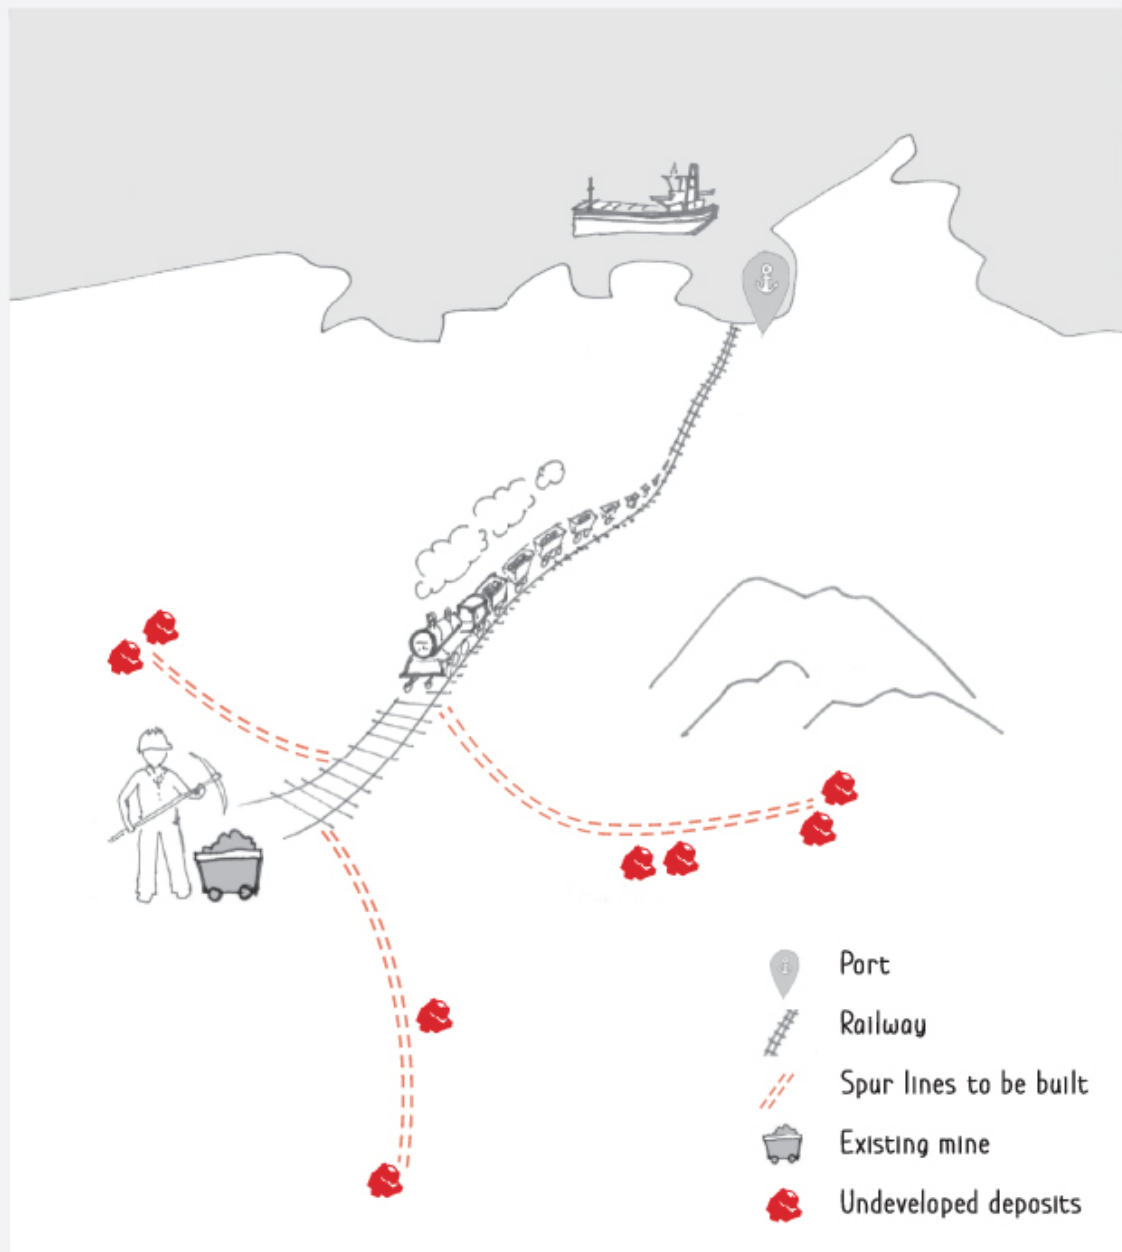 Port
Railway
Spur lines to be built
Existing mine
Undeveloped deposits